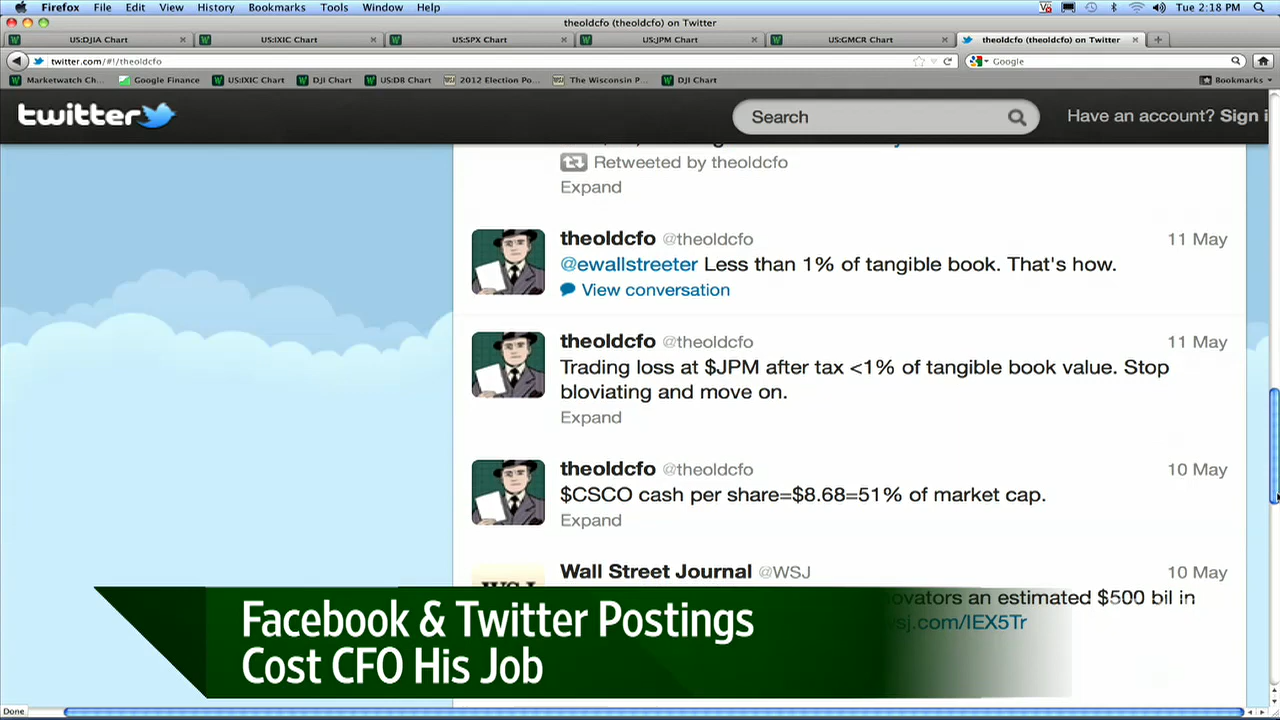 Firefox File Edit View History Bookmarks Tools Window Help
Tue 2:18 PM
theoldcfo (theoldcfo) on Twitter
US:DJIA Chart US:IXIC Chart US:SPX Chart US:JPM Chart US:GMCR Chart theoldcfo (theoldcfo) on Twitter
twitter.com/#!/theoldcfo
Google
Marketwatch Ch... Google Finance US:IXIC Chart DJI Chart US:DB Chart 2012 Election Po... The Wisconsin P... DJI Chart Bookmarks
twitter
Search
Have an account? Sign i
Retweeted by theoldcfo
Expand
theoldcfo @theoldcfo 11 May
@ewallstreeter Less than 1% of tangible book. That's how.
View conversation
theoldcfo @theoldcfo 11 May
Trading loss at $JPM after tax <1% of tangible book value. Stop
bloviating and move on.
Expand
theoldcfo @theoldcfo 10 May
$CSCO cash per share=$8.68=51% of market cap.
Expand
WSJ
Wall Street Journal @WSJ 10 May
ovators an estimated $500 bil in
wsj.com/IEX5Tr
Facebook & Twitter Postings
Cost CFO His Job
Done